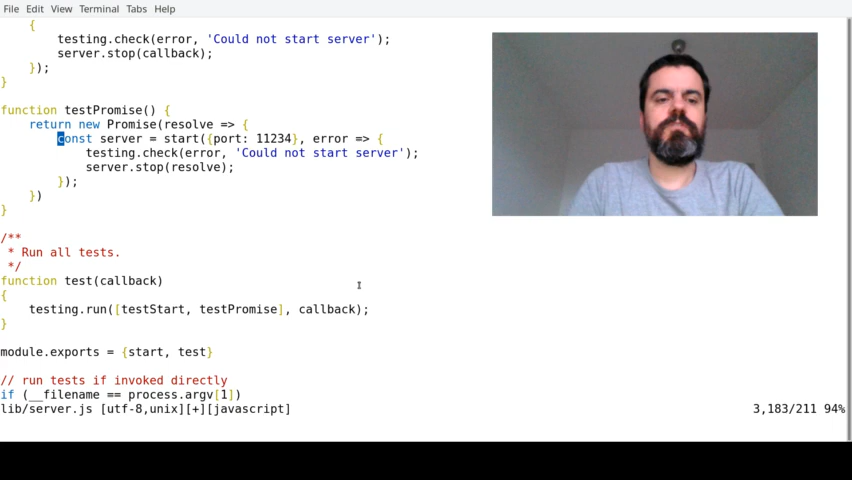 File Edit View Terminal Tabs Help
{
testing.check(error, 'Could not start server');
server.stop(callback);
});
}
function testPromise() {
return new Promise(resolve => {
const server = start({port: 11234}, error => {
testing.check(error, 'Could not start server');
server.stop(resolve);
});
})
}
/**
* Run all tests.
*/
function test(callback)
{
testing.run([testStart, testPromise], callback);
}
module.exports = {start, test}
// run tests if invoked directly
if (__filename == process.argv[1])
lib/server.js [utf-8,unix][+][javascript] 3,183/211 94%